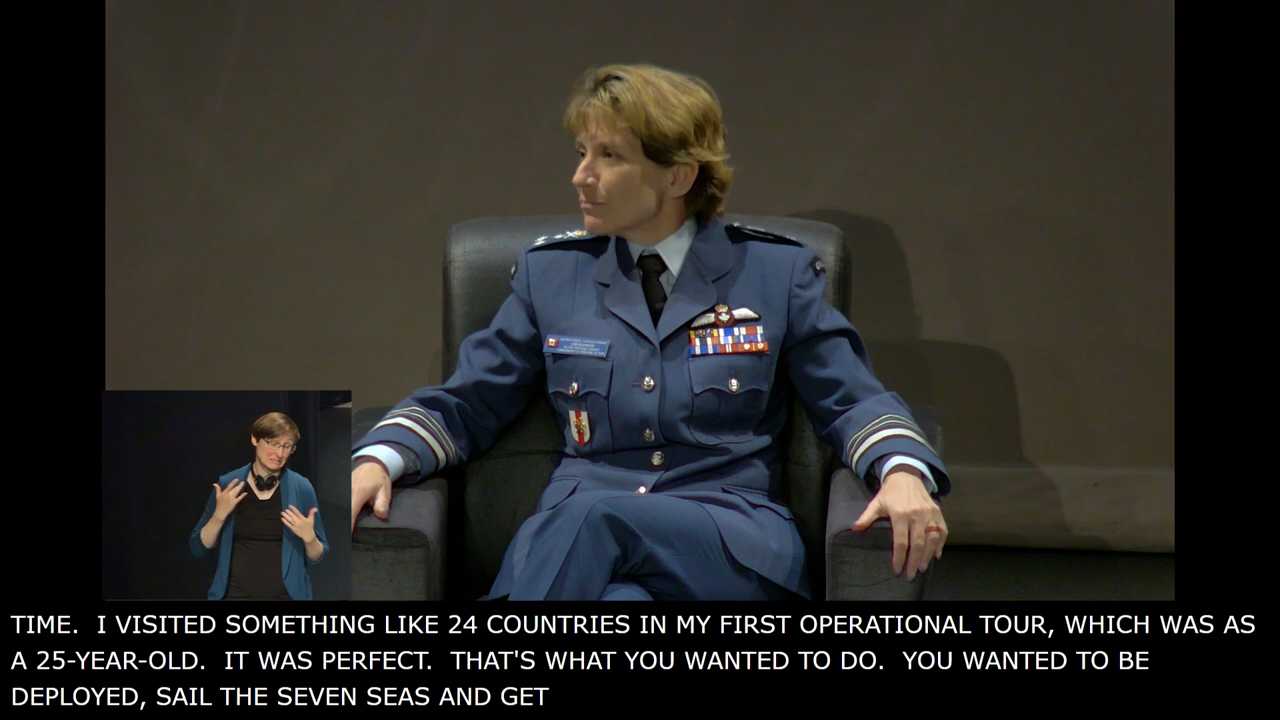 TIME.  I VISITED SOMETHING LIKE 24 COUNTRIES IN MY FIRST OPERATIONAL TOUR, WHICH WAS AS
A 25-YEAR-OLD.  IT WAS PERFECT.  THAT'S WHAT YOU WANTED TO DO.  YOU WANTED TO BE
DEPLOYED, SAIL THE SEVEN SEAS AND GET